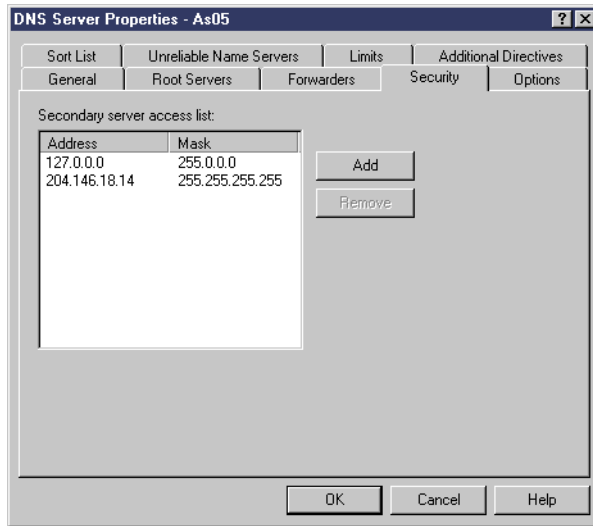 DNS Server Properties - As05
Sort List Unreliable Name Servers Limits Additional Directives
General Root Servers Forwarders Security Options
Secondary server access list:
Address Mask
127.0.0.0 255.0.0.0
204.146.18.14 255.255.255.255
Add
Remove
OK Cancel Help